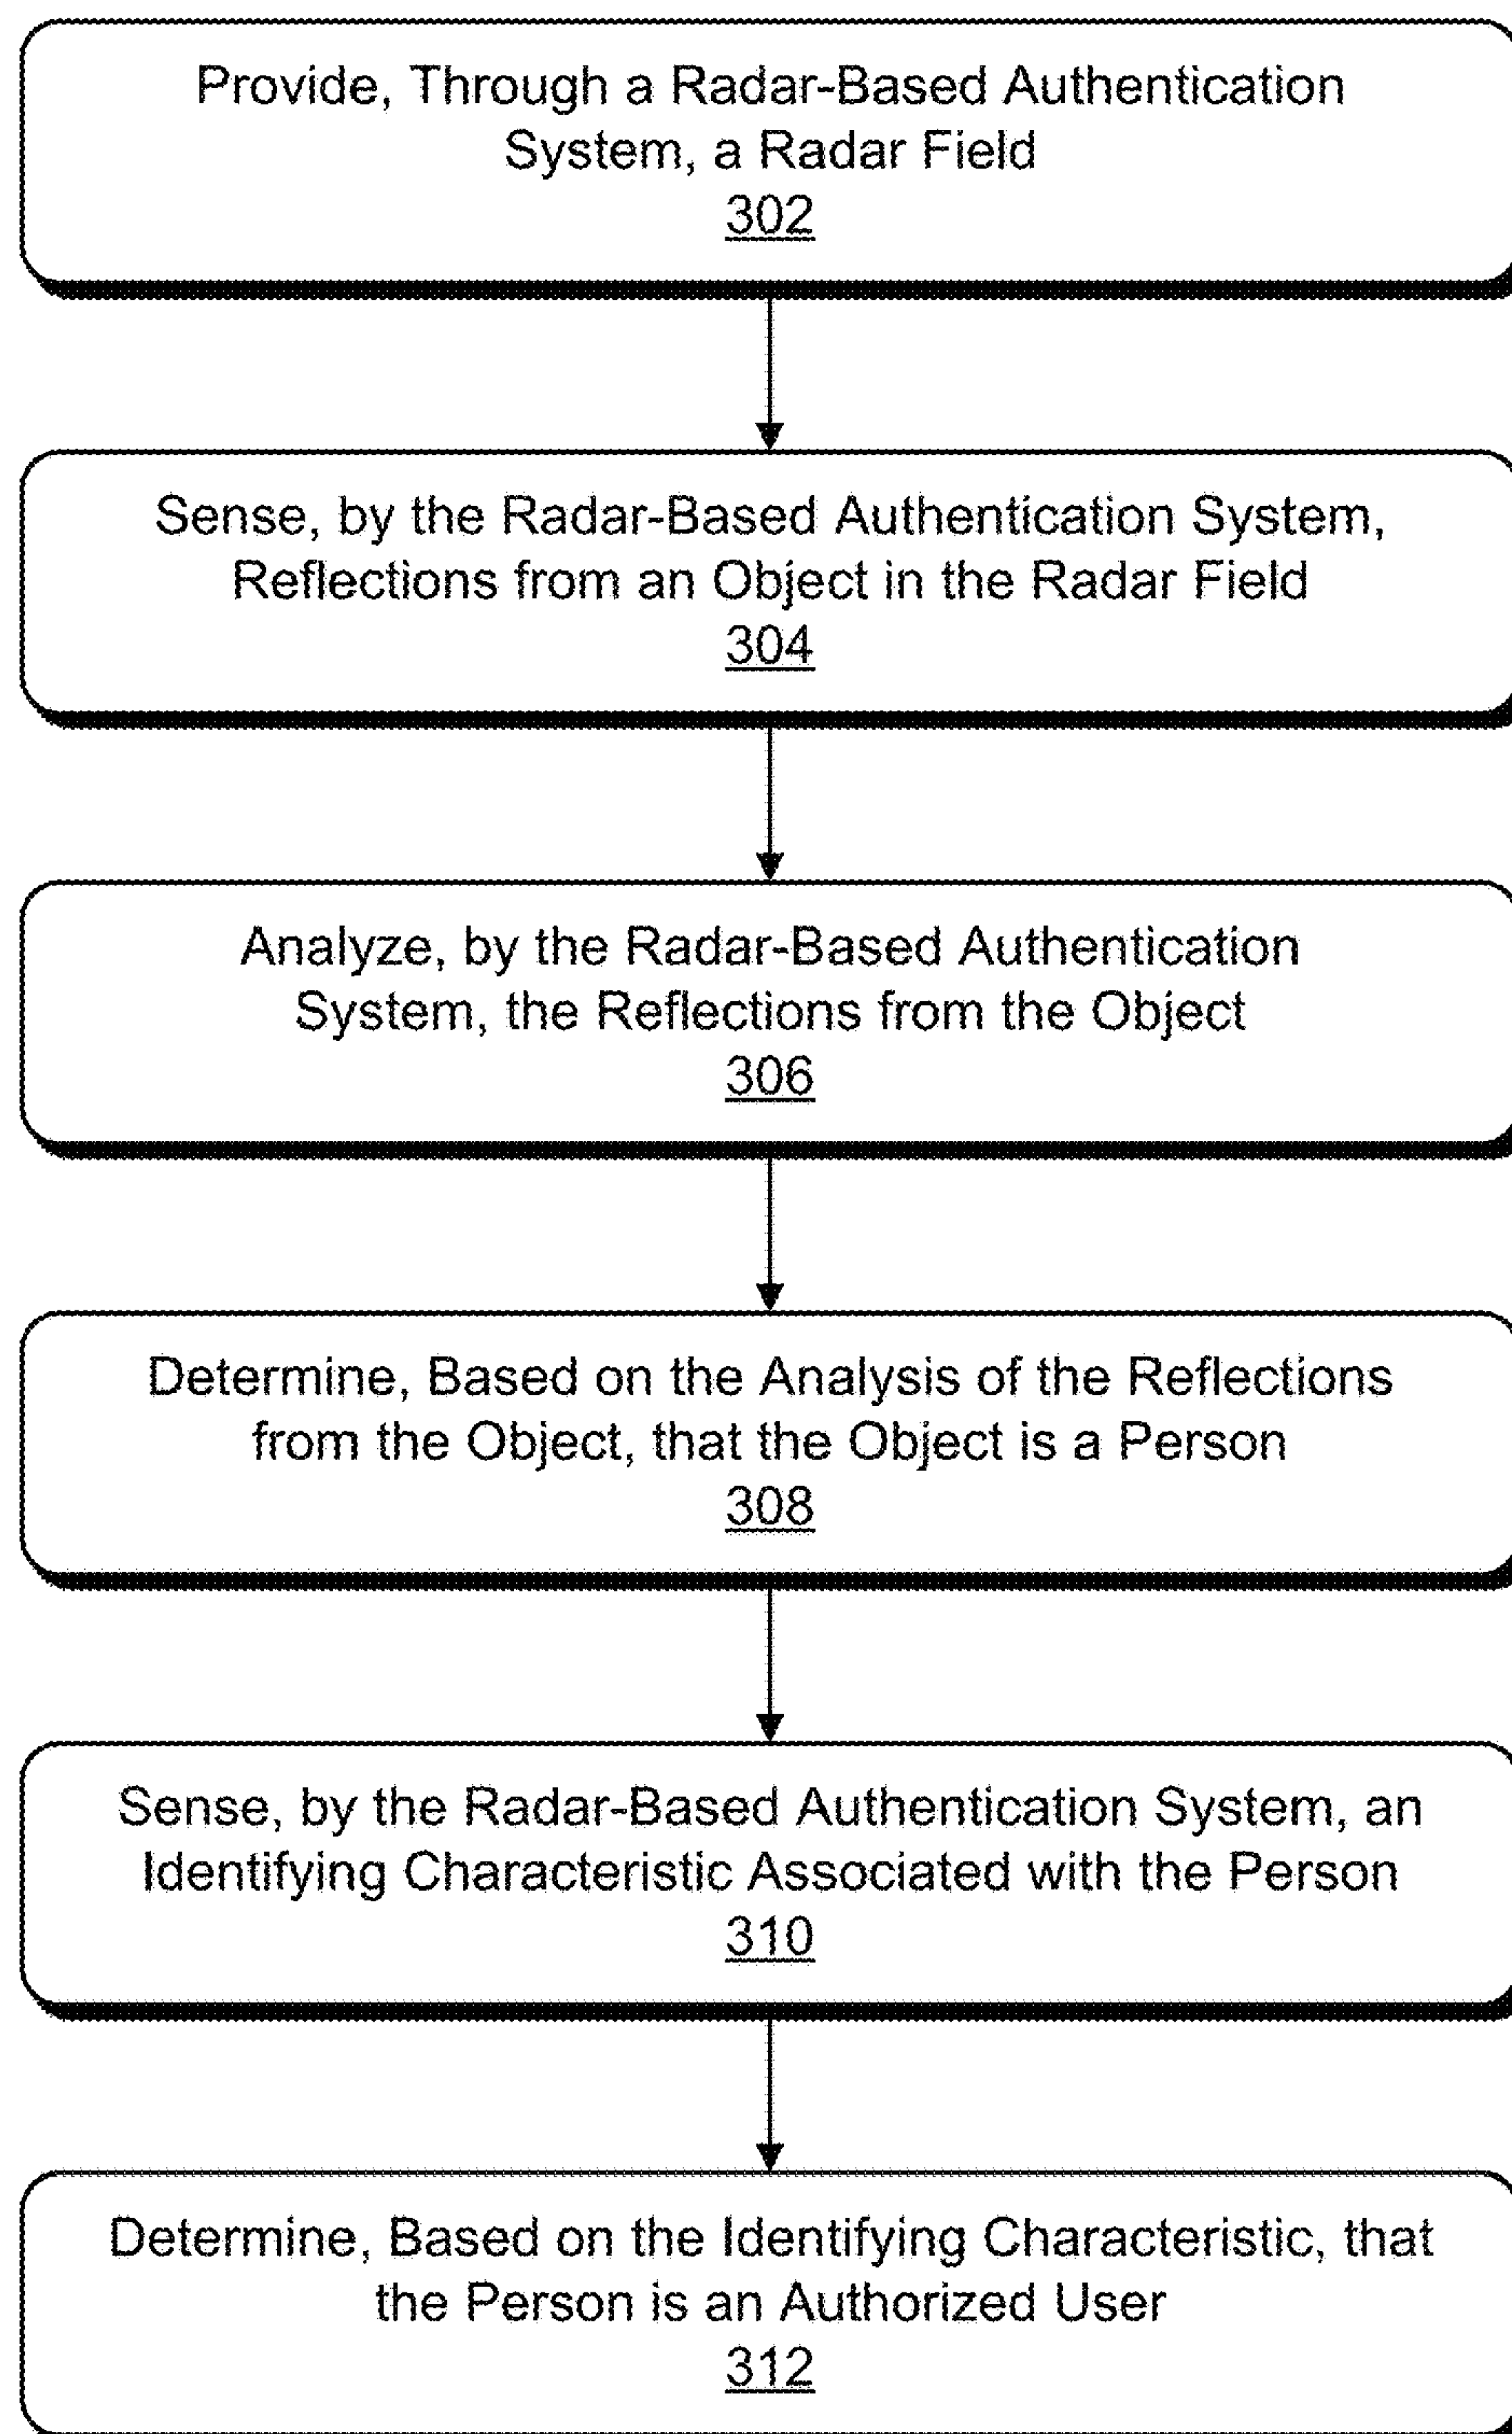 Provide, Through a Radar-Based Authentication
System, a Radar Field
302
Sense, by the Radar-Based Authentication System,
Reflections from an Object in the Radar Field
304
Analyze, by the Radar-Based Authentication
System, the Reflections from the Object
306
Determine, Based on the Analysis of the Reflections
from the Object, that the Object is a Person
308
Sense, by the Radar-Based Authentication System, an
Identifying Characteristic Associated with the Person
310
Determine, Based on the Identifying Characteristic, that
the Person is an Authorized User
312